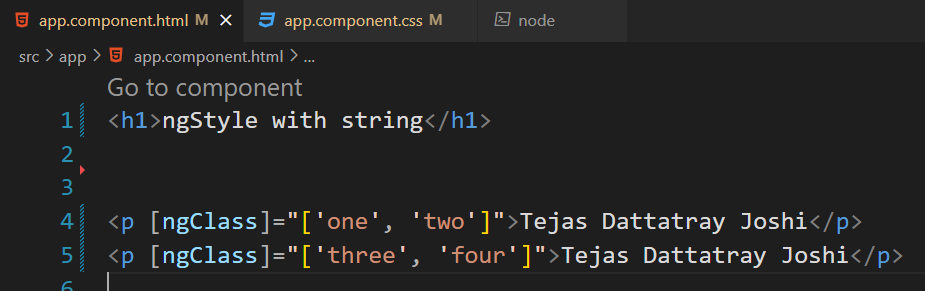 app.component.html M × app.component.css M node
src > app > app.component.html > ...
Go to component
1 <h1>ngStyle with string</h1>
2
3
4 <p [ngClass]="['one', 'two']">Tejas Dattatray Joshi</p>
5 <p [ngClass]="['three', 'four']">Tejas Dattatray Joshi</p>
6